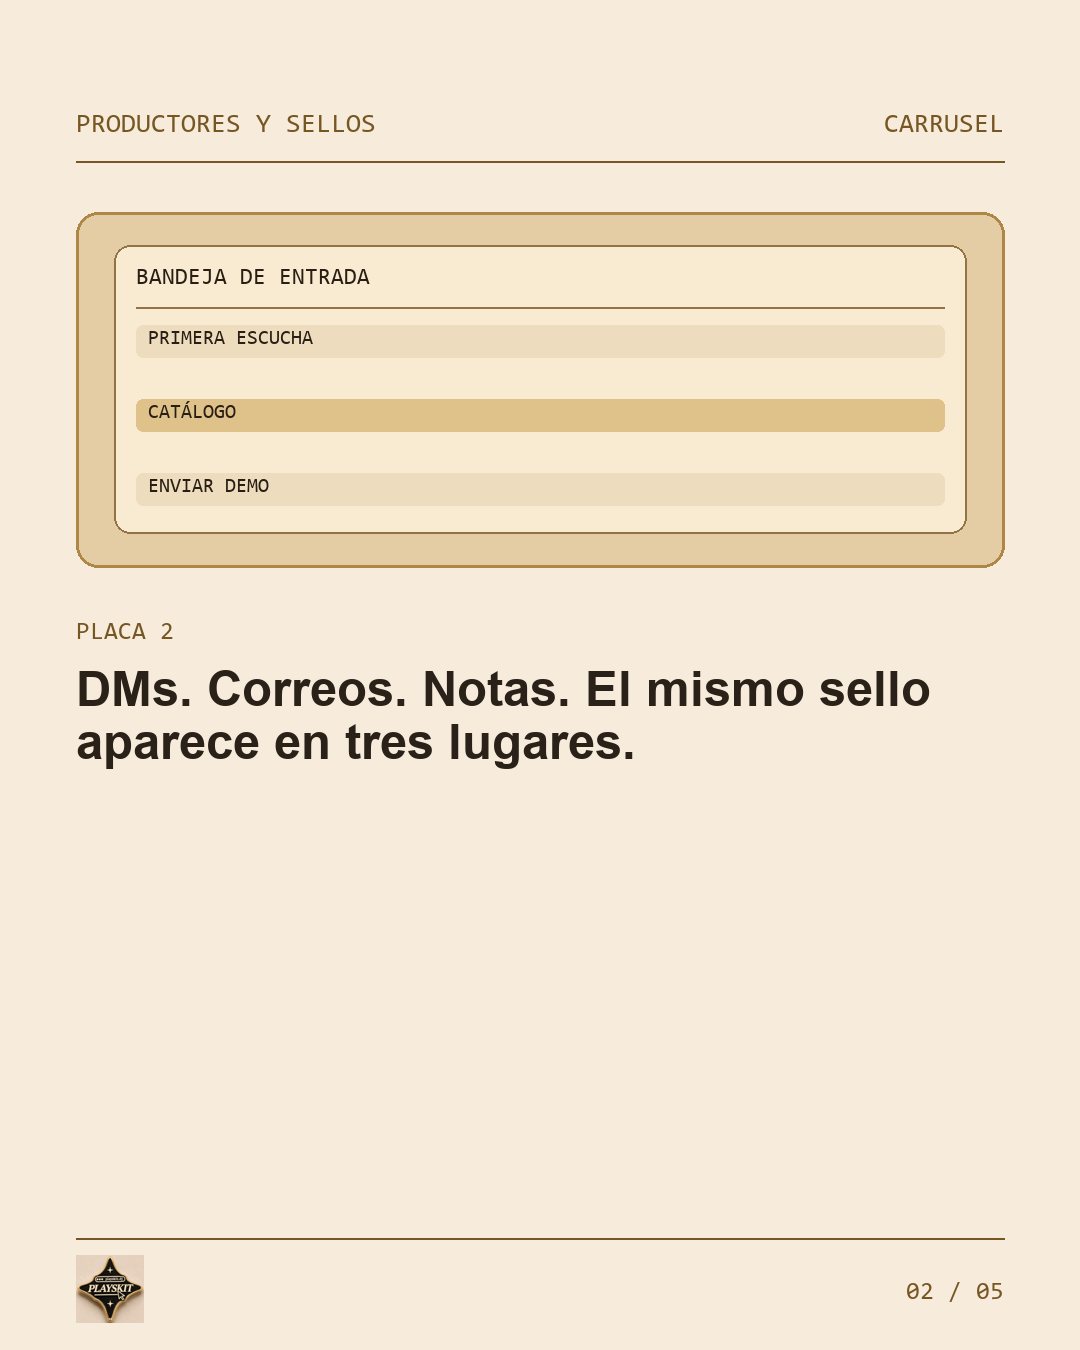 PRODUCTORES Y SELLOS
CARRUSEL
BANDEJA DE ENTRADA
PRIMERA ESCUCHA
CATÁLOGO
ENVIAR DEMO
PLACA 2
DMs. Correos. Notas. El mismo sello
aparece en tres lugares.
PLAYSKIT
02 / 05